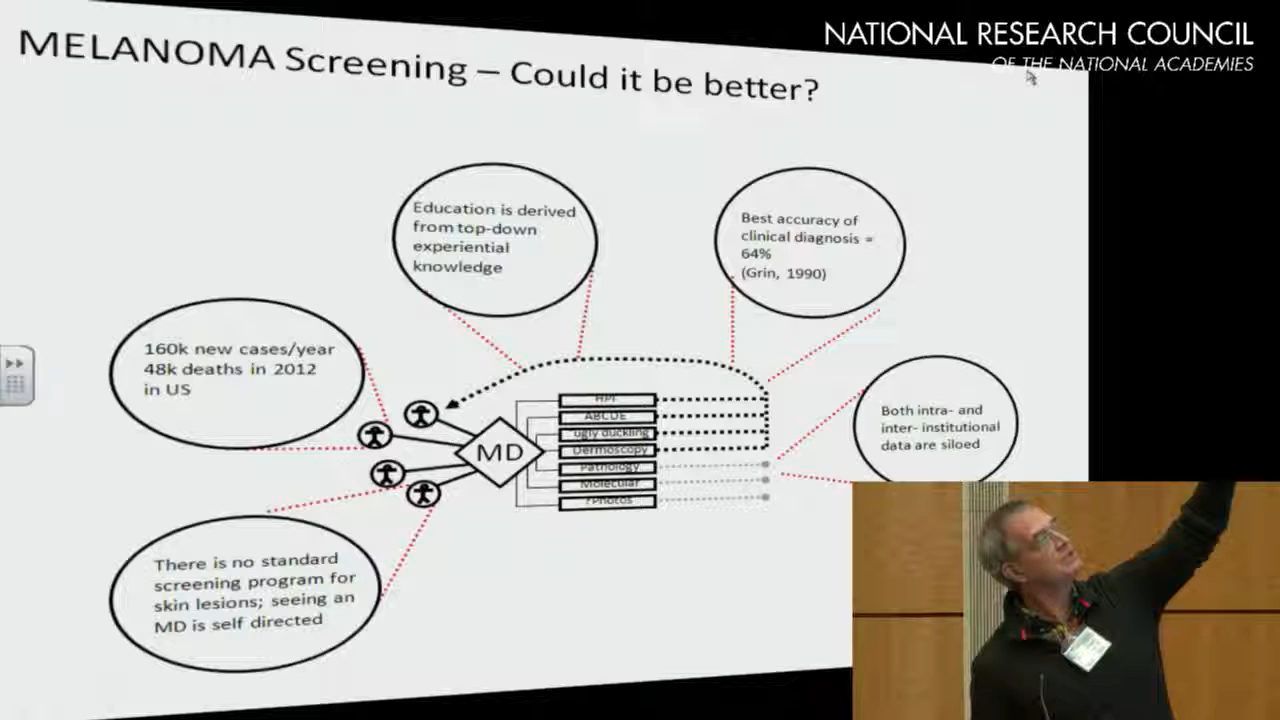 MELANOMA Screening – Could it be better?
NATIONAL RESEARCH COUNCIL
OF THE NATIONAL ACADEMIES
Education is derived
from top-down
experiential
knowledge
Best accuracy of
clinical diagnosis =
64%
(Grin, 1990)
160k new cases/year
48k deaths in 2012
in US
Both intra- and
inter- institutional
data are siloed
MD
HPI
ABCDE
ugly duckling
Dermoscopy
Pathology
Molecular
?Photos
There is no standard
screening program for
skin lesions; seeing an
MD is self directed